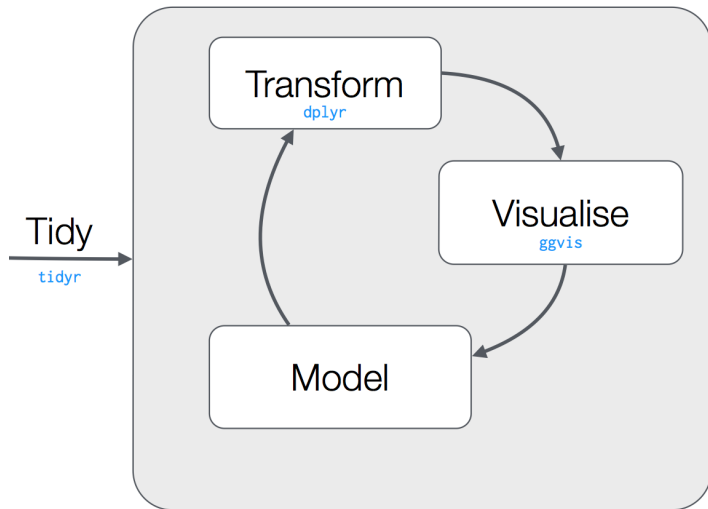 Transform
dplyr
Visualise
ggvis
Tidy
tidyr
Model